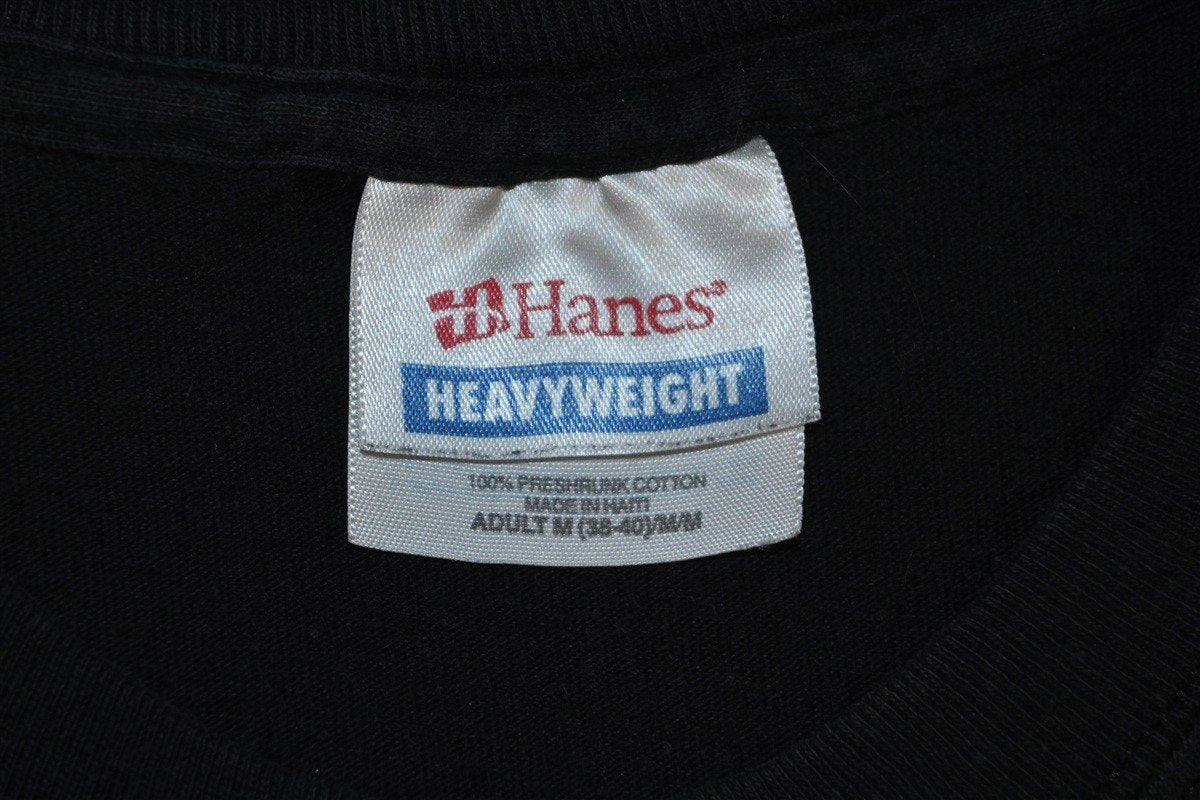 Hanes®
HEAVYWEIGHT
100% PRESHRUNK COTTON
MADE IN HAITI
ADULT M (38-40)/M/M